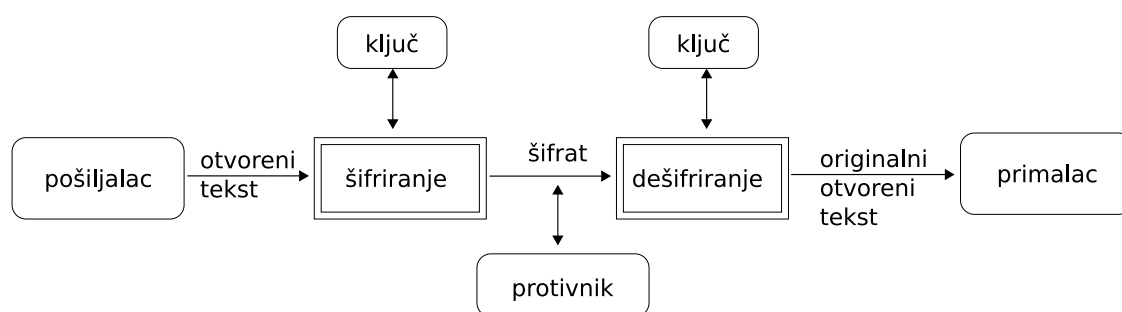 ključ
ključ
pošiljalac
otvoreni
tekst
šifriranje
šifrat
dešifriranje
originalni
otvoreni
tekst
primalac
protivnik